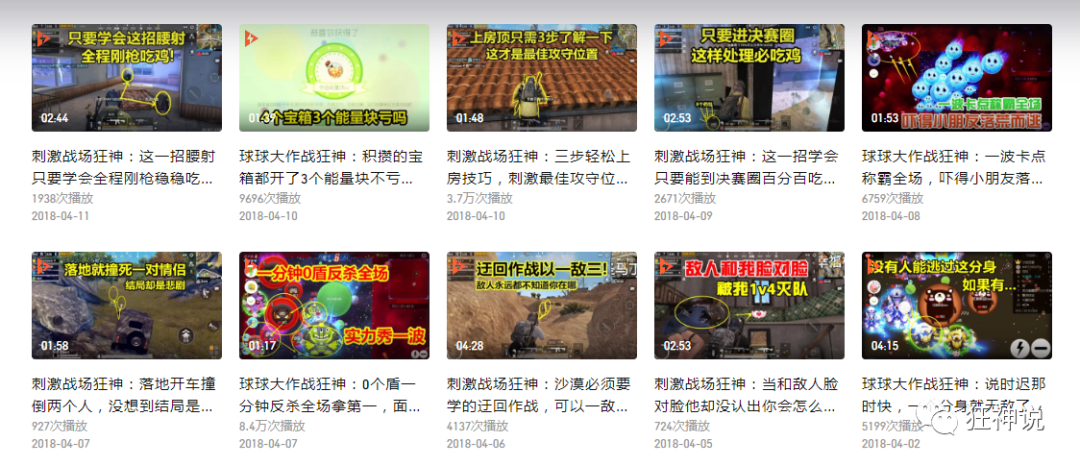 只要学会这招腰射
全程刚枪吃鸡!
02:44
4个宝箱3个能量块亏吗
上房顶只需3步了解一下
这才是最佳攻守位置
01:48
只要进决赛圈
这样处理必吃鸡
02:53
一波卡点称霸全场
吓得小朋友落荒而逃
01:53
刺激战场狂神：这一招腰射
只要学会全程刚枪稳稳吃…
1938次播放
2018-04-11
球球大作战狂神：积攒的宝
箱都开了3个能量块不亏…
9696次播放
2018-04-10
刺激战场狂神：三步轻松上
房技巧，刺激最佳攻守位…
3.7万次播放
2018-04-10
刺激战场狂神：这一招学会
只要能到决赛圈百分百吃…
2671次播放
2018-04-09
球球大作战狂神：一波卡点
称霸全场，吓得小朋友落…
6759次播放
2018-04-08
落地就撞死一对情侣
结局却是悲剧
01:58
一分钟0盾反杀全场
实力秀一波
01:17
迂回作战以一敌三!
敌人永远都不知道你在哪
04:28
敌人和我脸对脸
被我1v4灭队
02:53
没有人能逃过这分身
如果有...
04:15
刺激战场狂神：落地开车撞
倒两个人，没想到结局是…
927次播放
2018-04-07
球球大作战狂神：0个盾一
分钟反杀全场拿第一，面…
8.4万次播放
2018-04-07
刺激战场狂神：沙漠必须要
学的迂回作战，可以一敌…
4137次播放
2018-04-06
刺激战场狂神：当和敌人脸
对脸他却没认出你会怎么…
724次播放
2018-04-05
球球大作战狂神：说时迟那
时快，一分身就无敌了…
5199次播放
2018-04-02
狂神说